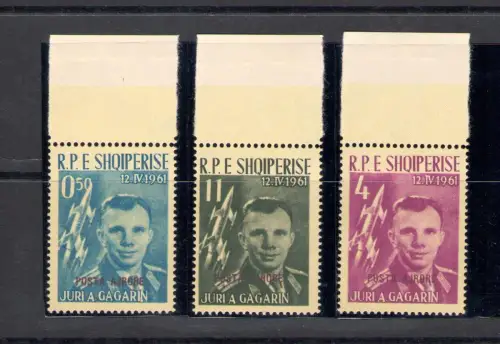 R.P.E SHQIPERISE
12·IV·1961
0.50
POSTA AJRORE
JURI A GAGARIN
R.P.E SHQIPERISE
12·IV·1961
11
POSTA AJRORE
JURI A GAGARIN
R.P.E SHQIPERISE
12·IV·1961
4
POSTA AJRORE
JURI A GAGARIN